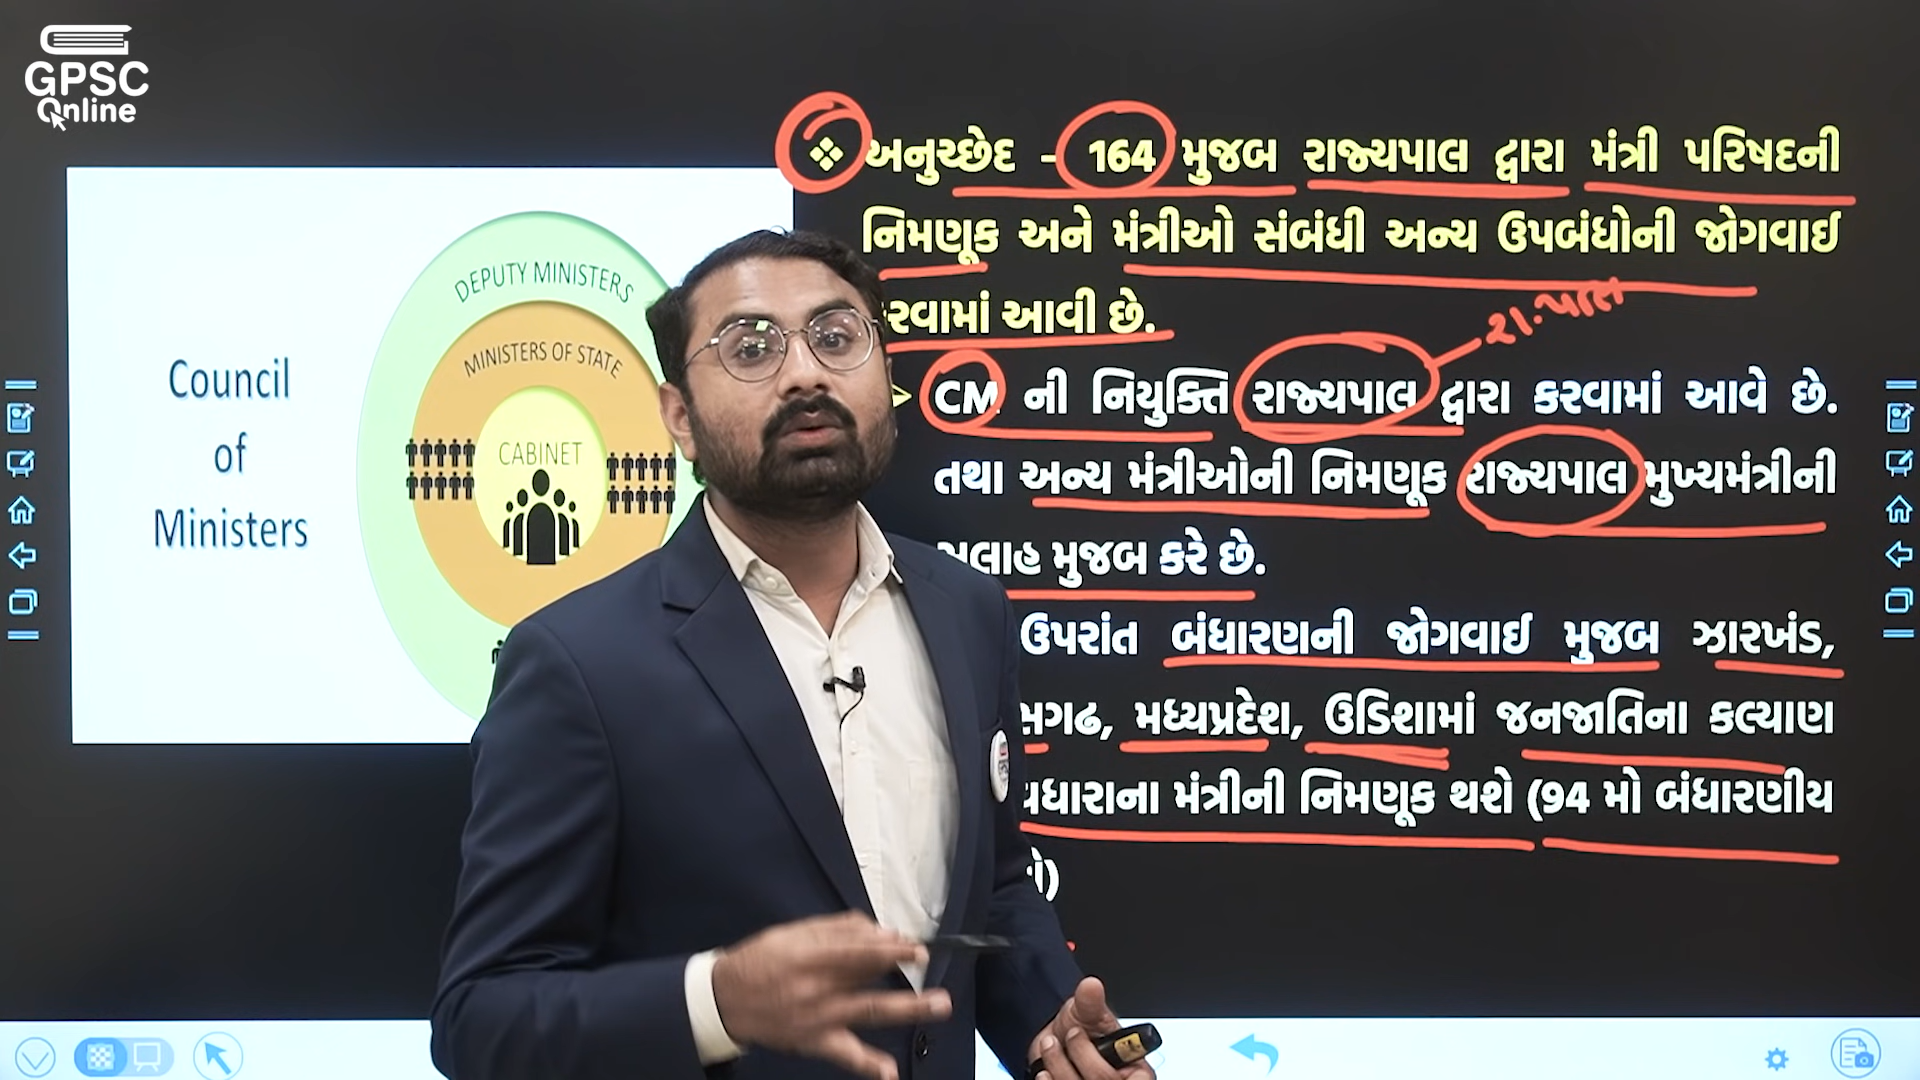 GPSC
Online
Council
of
Ministers
DEPUTY MINISTERS
MINISTERS OF STATE
CABINET
❖ અનુચ્છેદ - 164 મુજબ રાજ્યપાલ દ્વારા મંત્રી પરિષદની
નિમણૂક અને મંત્રીઓ સંબંધી અન્ય ઉપબંધોની જોગવાઈ
કરવામાં આવી છે.
રા.પાલ
➤ CM ની નિયુક્તિ રાજ્યપાલ દ્વારા કરવામાં આવે છે.
તથા અન્ય મંત્રીઓની નિમણૂક રાજ્યપાલ મુખ્યમંત્રીની
સલાહ મુજબ કરે છે.
ઉપરાંત બંધારણની જોગવાઈ મુજબ ઝારખંડ,
મધ્યપ્રદેશ, ઉડિશામાં જનજાતિના કલ્યાણ
મંત્રીની નિમણૂક થશે (94 મો બંધારણીય